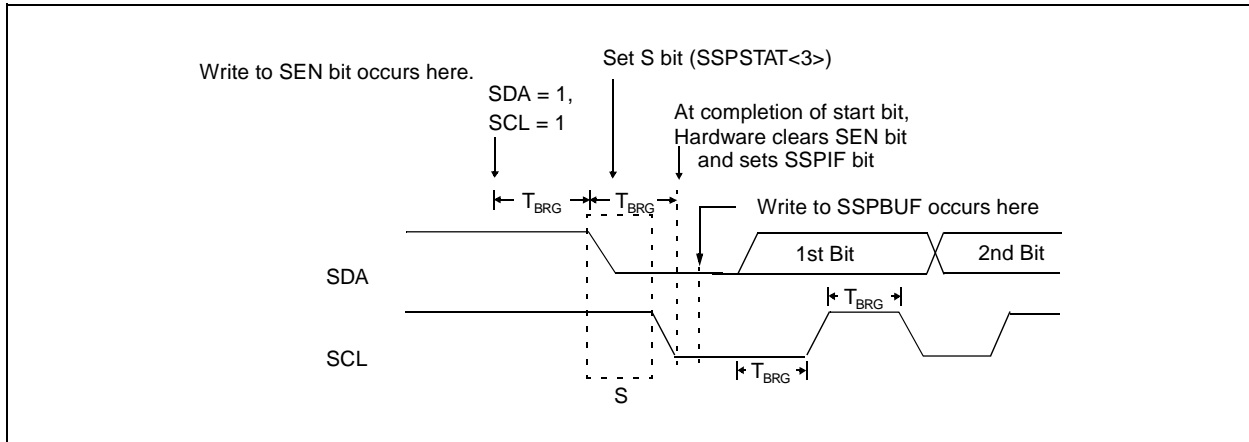 Write to SEN bit occurs here.
Set S bit (SSPSTAT<3>)
SDA = 1,
SCL = 1
At completion of start bit,
Hardware clears SEN bit
and sets SSPIF bit
TBRG
TBRG
Write to SSPBUF occurs here
SDA
1st Bit
2nd Bit
TBRG
SCL
TBRG
S